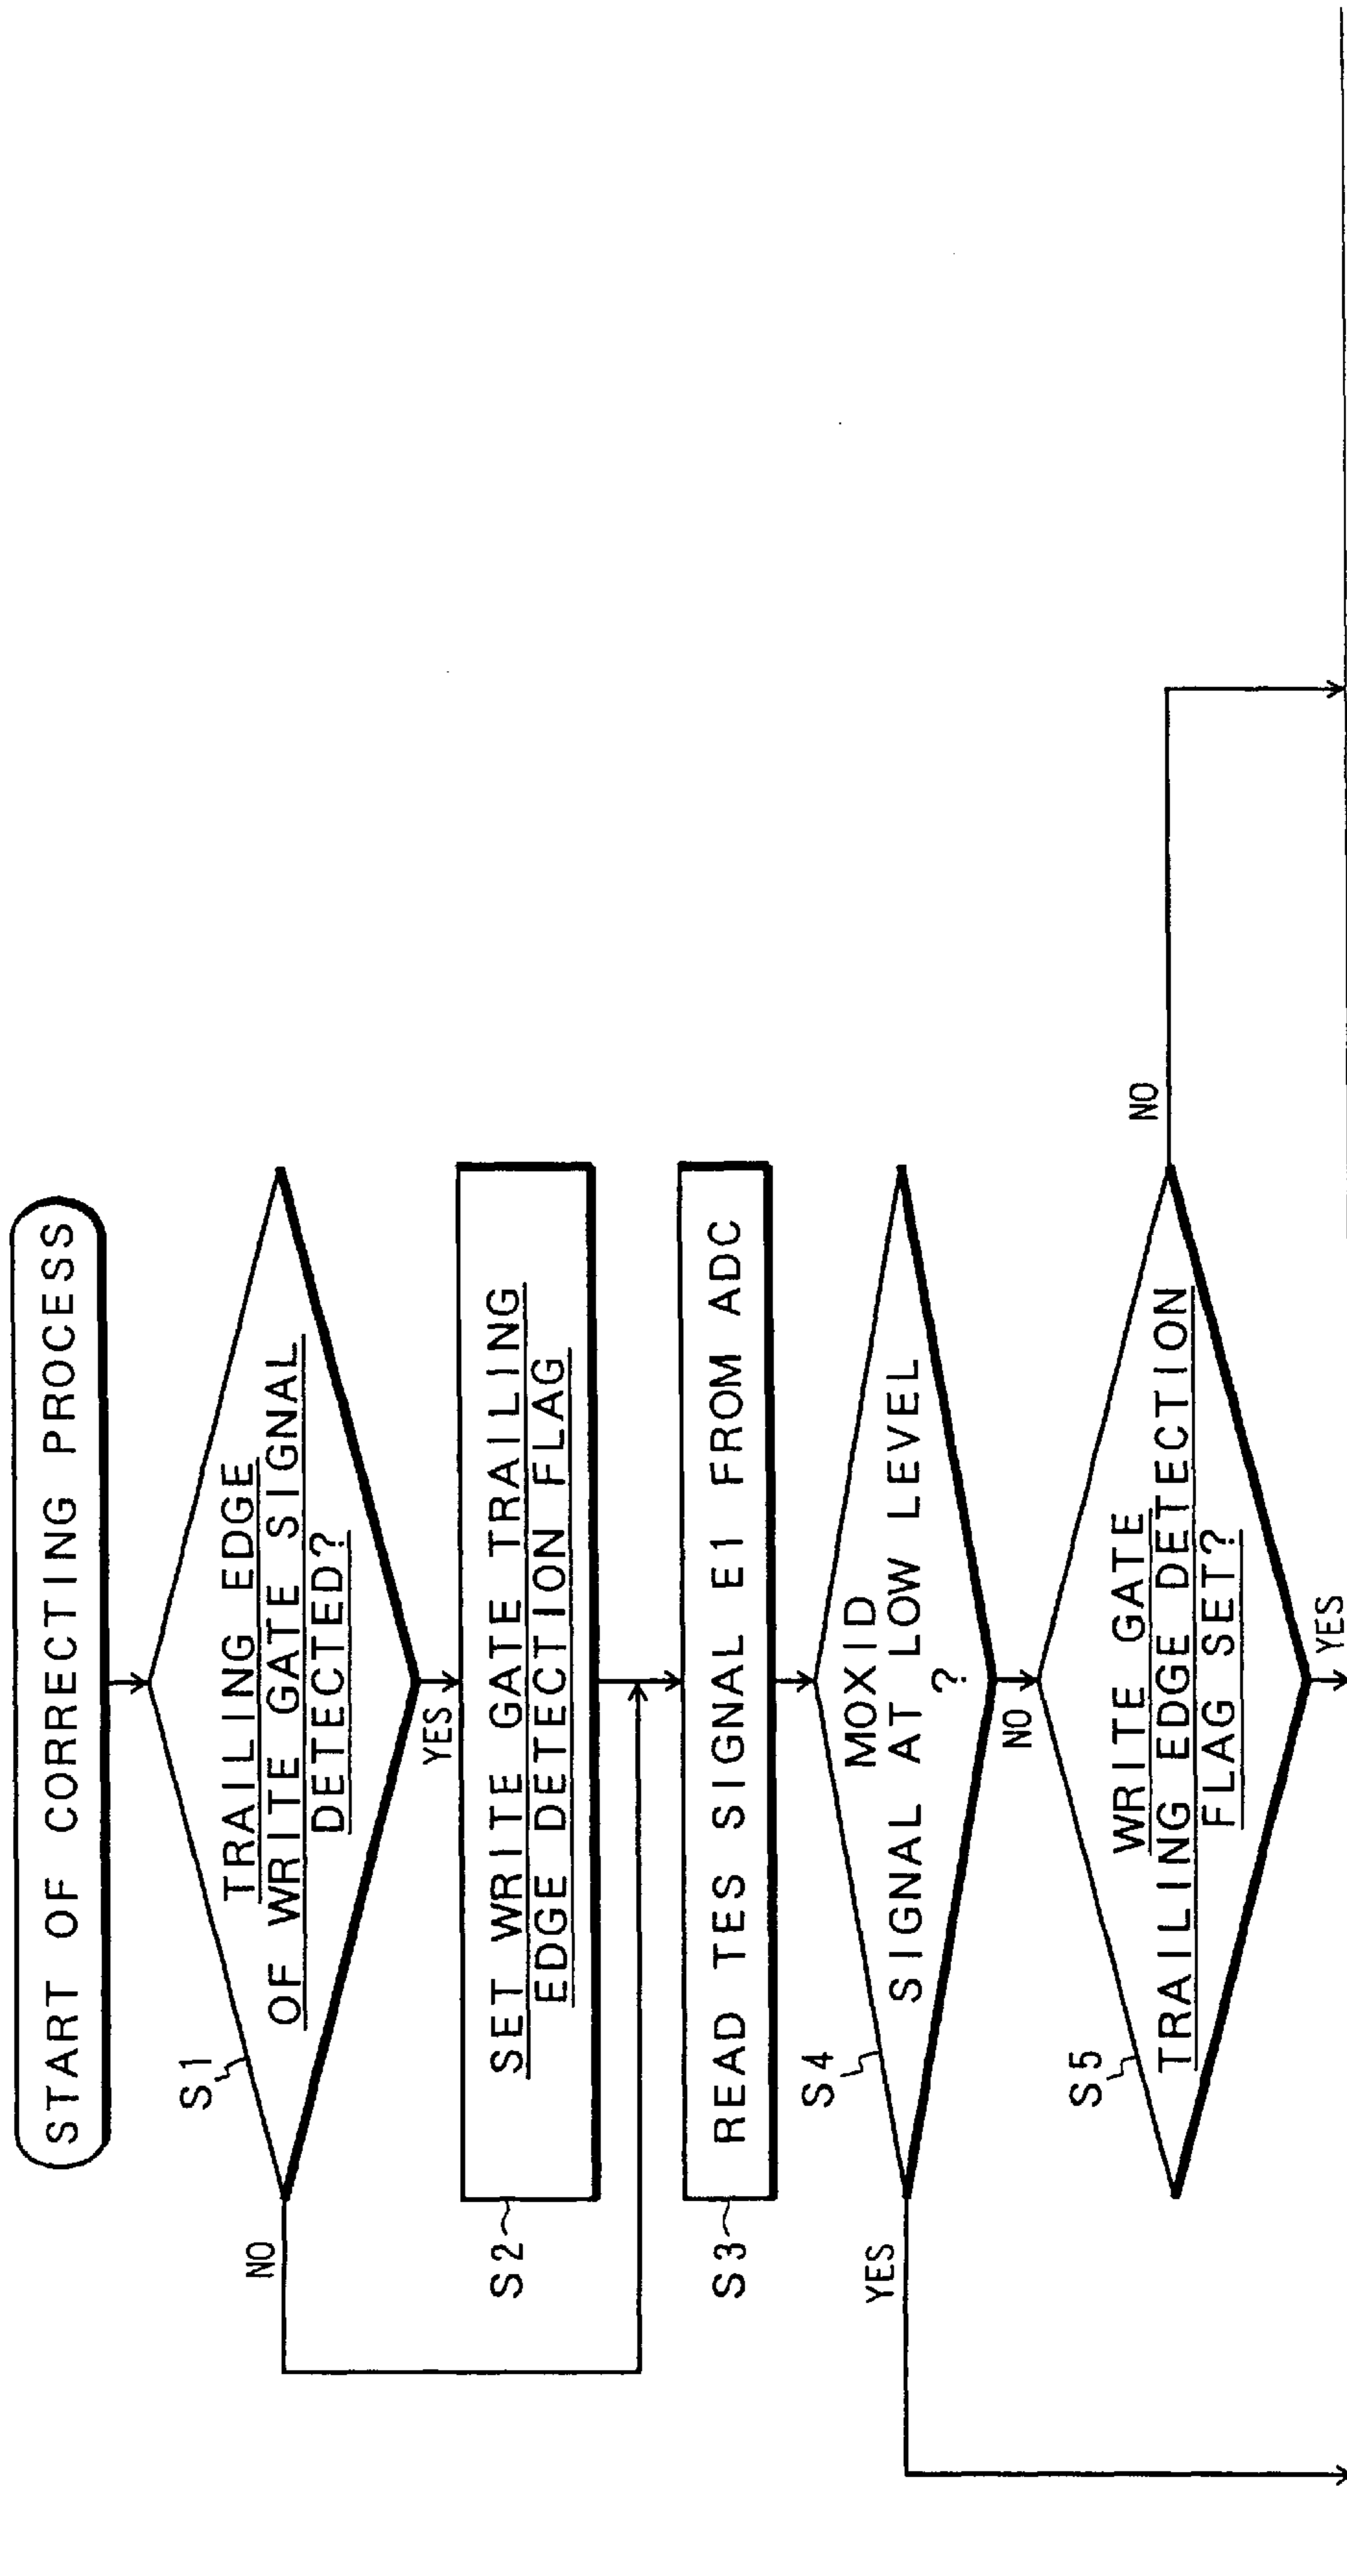 START OF CORRECTING PROCESS
S1
TRAILING EDGE
OF WRITE GATE SIGNAL
DETECTED?
NO
YES
S2
SET WRITE GATE TRAILING
EDGE DETECTION FLAG
S3
READ TES SIGNAL E1 FROM ADC
S4
MOXID
SIGNAL AT LOW LEVEL
?
YES
NO
S5
WRITE GATE
TRAILING EDGE DETECTION
FLAG SET?
NO
YES